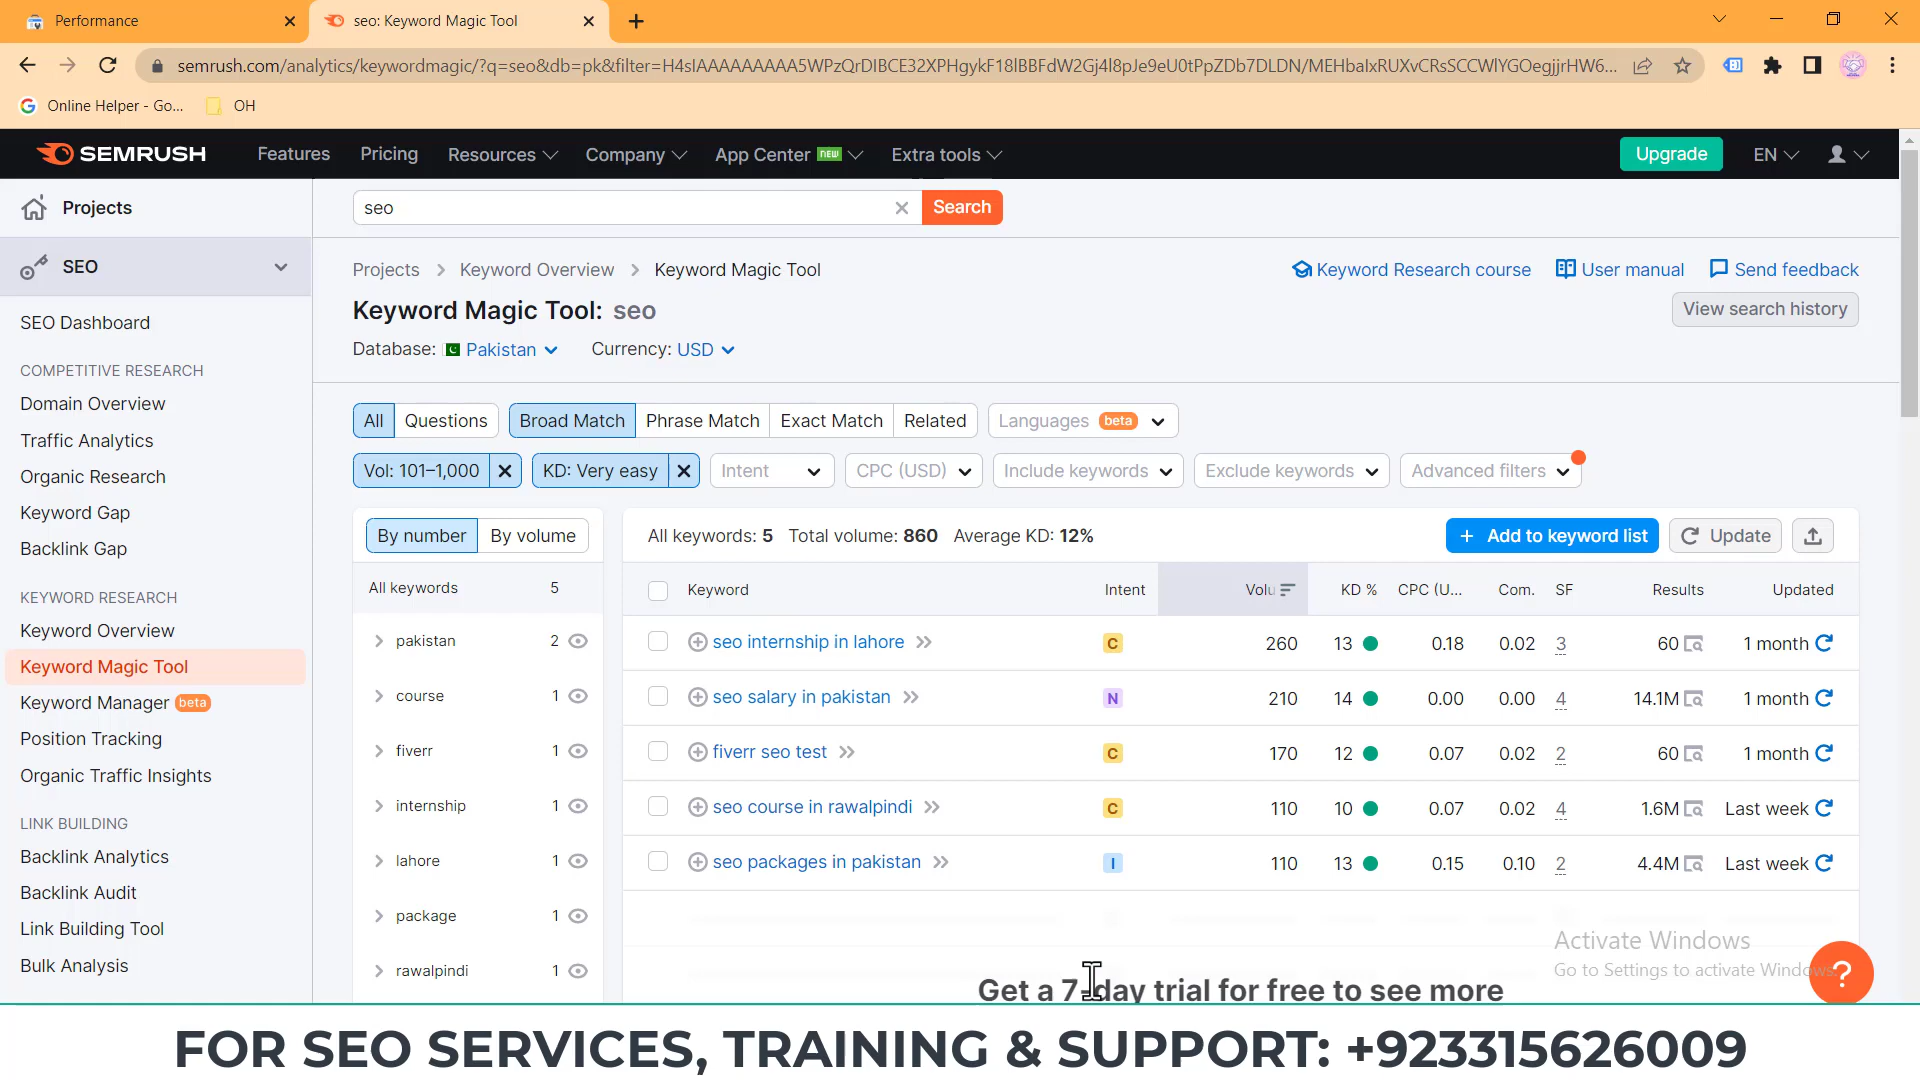 Performance
seo: Keyword Magic Tool
semrush.com/analytics/keywordmagic/?q=seo&db=pk&filter=
Online Helper - Go...
OH
SEMRUSH
Features
Pricing
Resources
Company
App Center NEW
Extra tools
Upgrade
EN
Projects
seo
Search
SEO
Projects > Keyword Overview > Keyword Magic Tool
Keyword Research course
User manual
Send feedback
Keyword Magic Tool: seo
View search history
Database: Pakistan
Currency: USD
SEO Dashboard
COMPETITIVE RESEARCH
Domain Overview
Traffic Analytics
Organic Research
Keyword Gap
Backlink Gap
KEYWORD RESEARCH
Keyword Overview
Keyword Magic Tool
Keyword Manager beta
Position Tracking
Organic Traffic Insights
LINK BUILDING
Backlink Analytics
Backlink Audit
Link Building Tool
Bulk Analysis
All
Questions
Broad Match
Phrase Match
Exact Match
Related
Languages beta
Vol: 101–1,000
KD: Very easy
Intent
CPC (USD)
Include keywords
Exclude keywords
Advanced filters
By number
By volume
All keywords 5
pakistan 2
course 1
fiverr 1
internship 1
lahore 1
package 1
rawalpindi 1
All keywords: 5 Total volume: 860 Average KD: 12%
+ Add to keyword list
Update
Keyword Intent Volu KD % CPC (U... Com. SF Results Updated
seo internship in lahore C 260 13 0.18 0.02 3 60 1 month
seo salary in pakistan N 210 14 0.00 0.00 4 14.1M 1 month
fiverr seo test C 170 12 0.07 0.02 2 60 1 month
seo course in rawalpindi C 110 10 0.07 0.02 4 1.6M Last week
seo packages in pakistan I 110 13 0.15 0.10 2 4.4M Last week
Get a 7-day trial for free to see more
Activate Windows
Go to Settings to activate Windows.
?
FOR SEO SERVICES, TRAINING & SUPPORT: +923315626009